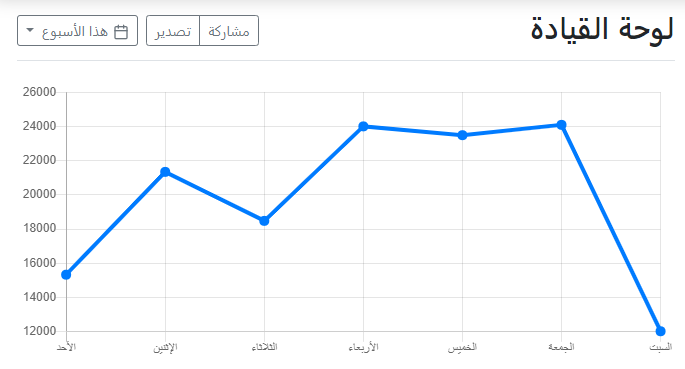 لوحة القيادة
مشاركة
تصدير
هذا الأسبوع
26000
24000
22000
20000
18000
16000
14000
12000
الأحد الإثنين الثلاثاء الأربعاء الخميس الجمعة السبت